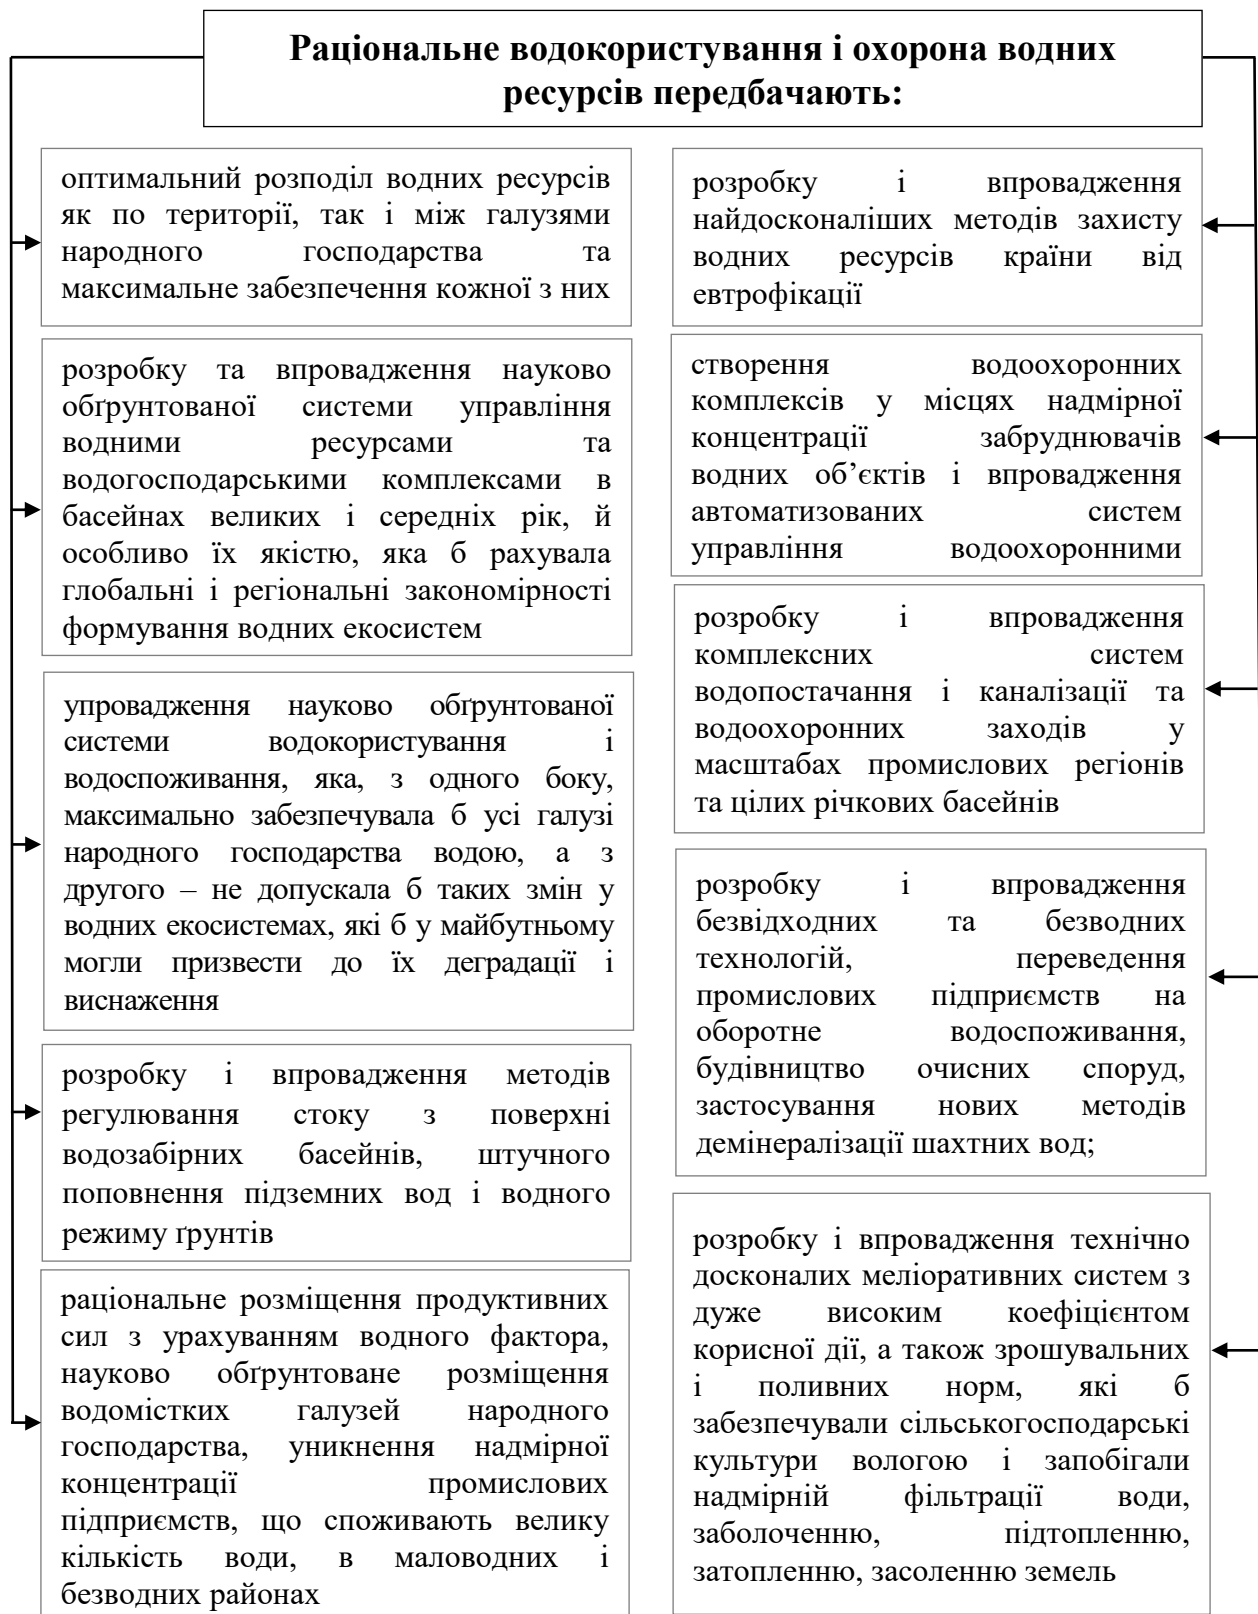 Раціональне водокористування і охорона водних
ресурсів передбачають:
оптимальний розподіл водних ресурсів
як по території, так і між галузями
народного господарства та
максимальне забезпечення кожної з них
розробку та впровадження науково
обґрунтованої системи управління
водними ресурсами та
водогосподарськими комплексами в
басейнах великих і середніх рік, й
особливо їх якістю, яка б рахувала
глобальні і регіональні закономірності
формування водних екосистем
упровадження науково обґрунтованої
системи водокористування і
водоспоживання, яка, з одного боку,
максимально забезпечувала б усі галузі
народного господарства водою, а з
другого – не допускала б таких змін у
водних екосистемах, які б у майбутньому
могли призвести до їх деградації і
виснаження
розробку і впровадження методів
регулювання стоку з поверхні
водозабірних басейнів, штучного
поповнення підземних вод і водного
режиму ґрунтів
раціональне розміщення продуктивних
сил з урахуванням водного фактора,
науково обґрунтоване розміщення
водомістких галузей народного
господарства, уникнення надмірної
концентрації промислових
підприємств, що споживають велику
кількість води, в маловодних і
безводних районах
розробку і впровадження
найдосконаліших методів захисту
водних ресурсів країни від
евтрофікації
створення водоохоронних
комплексів у місцях надмірної
концентрації забруднювачів
водних об’єктів і впровадження
автоматизованих систем
управління водоохоронними
розробку і впровадження
комплексних систем
водопостачання і каналізації та
водоохоронних заходів у
масштабах промислових регіонів
та цілих річкових басейнів
розробку і впровадження
безвідходних та безводних
технологій, переведення
промислових підприємств на
оборотне водоспоживання,
будівництво очисних споруд,
застосування нових методів
демінералізації шахтних вод;
розробку і впровадження технічно
досконалих меліоративних систем з
дуже високим коефіцієнтом
корисної дії, а також зрошувальних
і поливних норм, які б
забезпечували сільськогосподарські
культури вологою і запобігали
надмірній фільтрації води,
заболоченню, підтопленню,
затопленню, засоленню земель